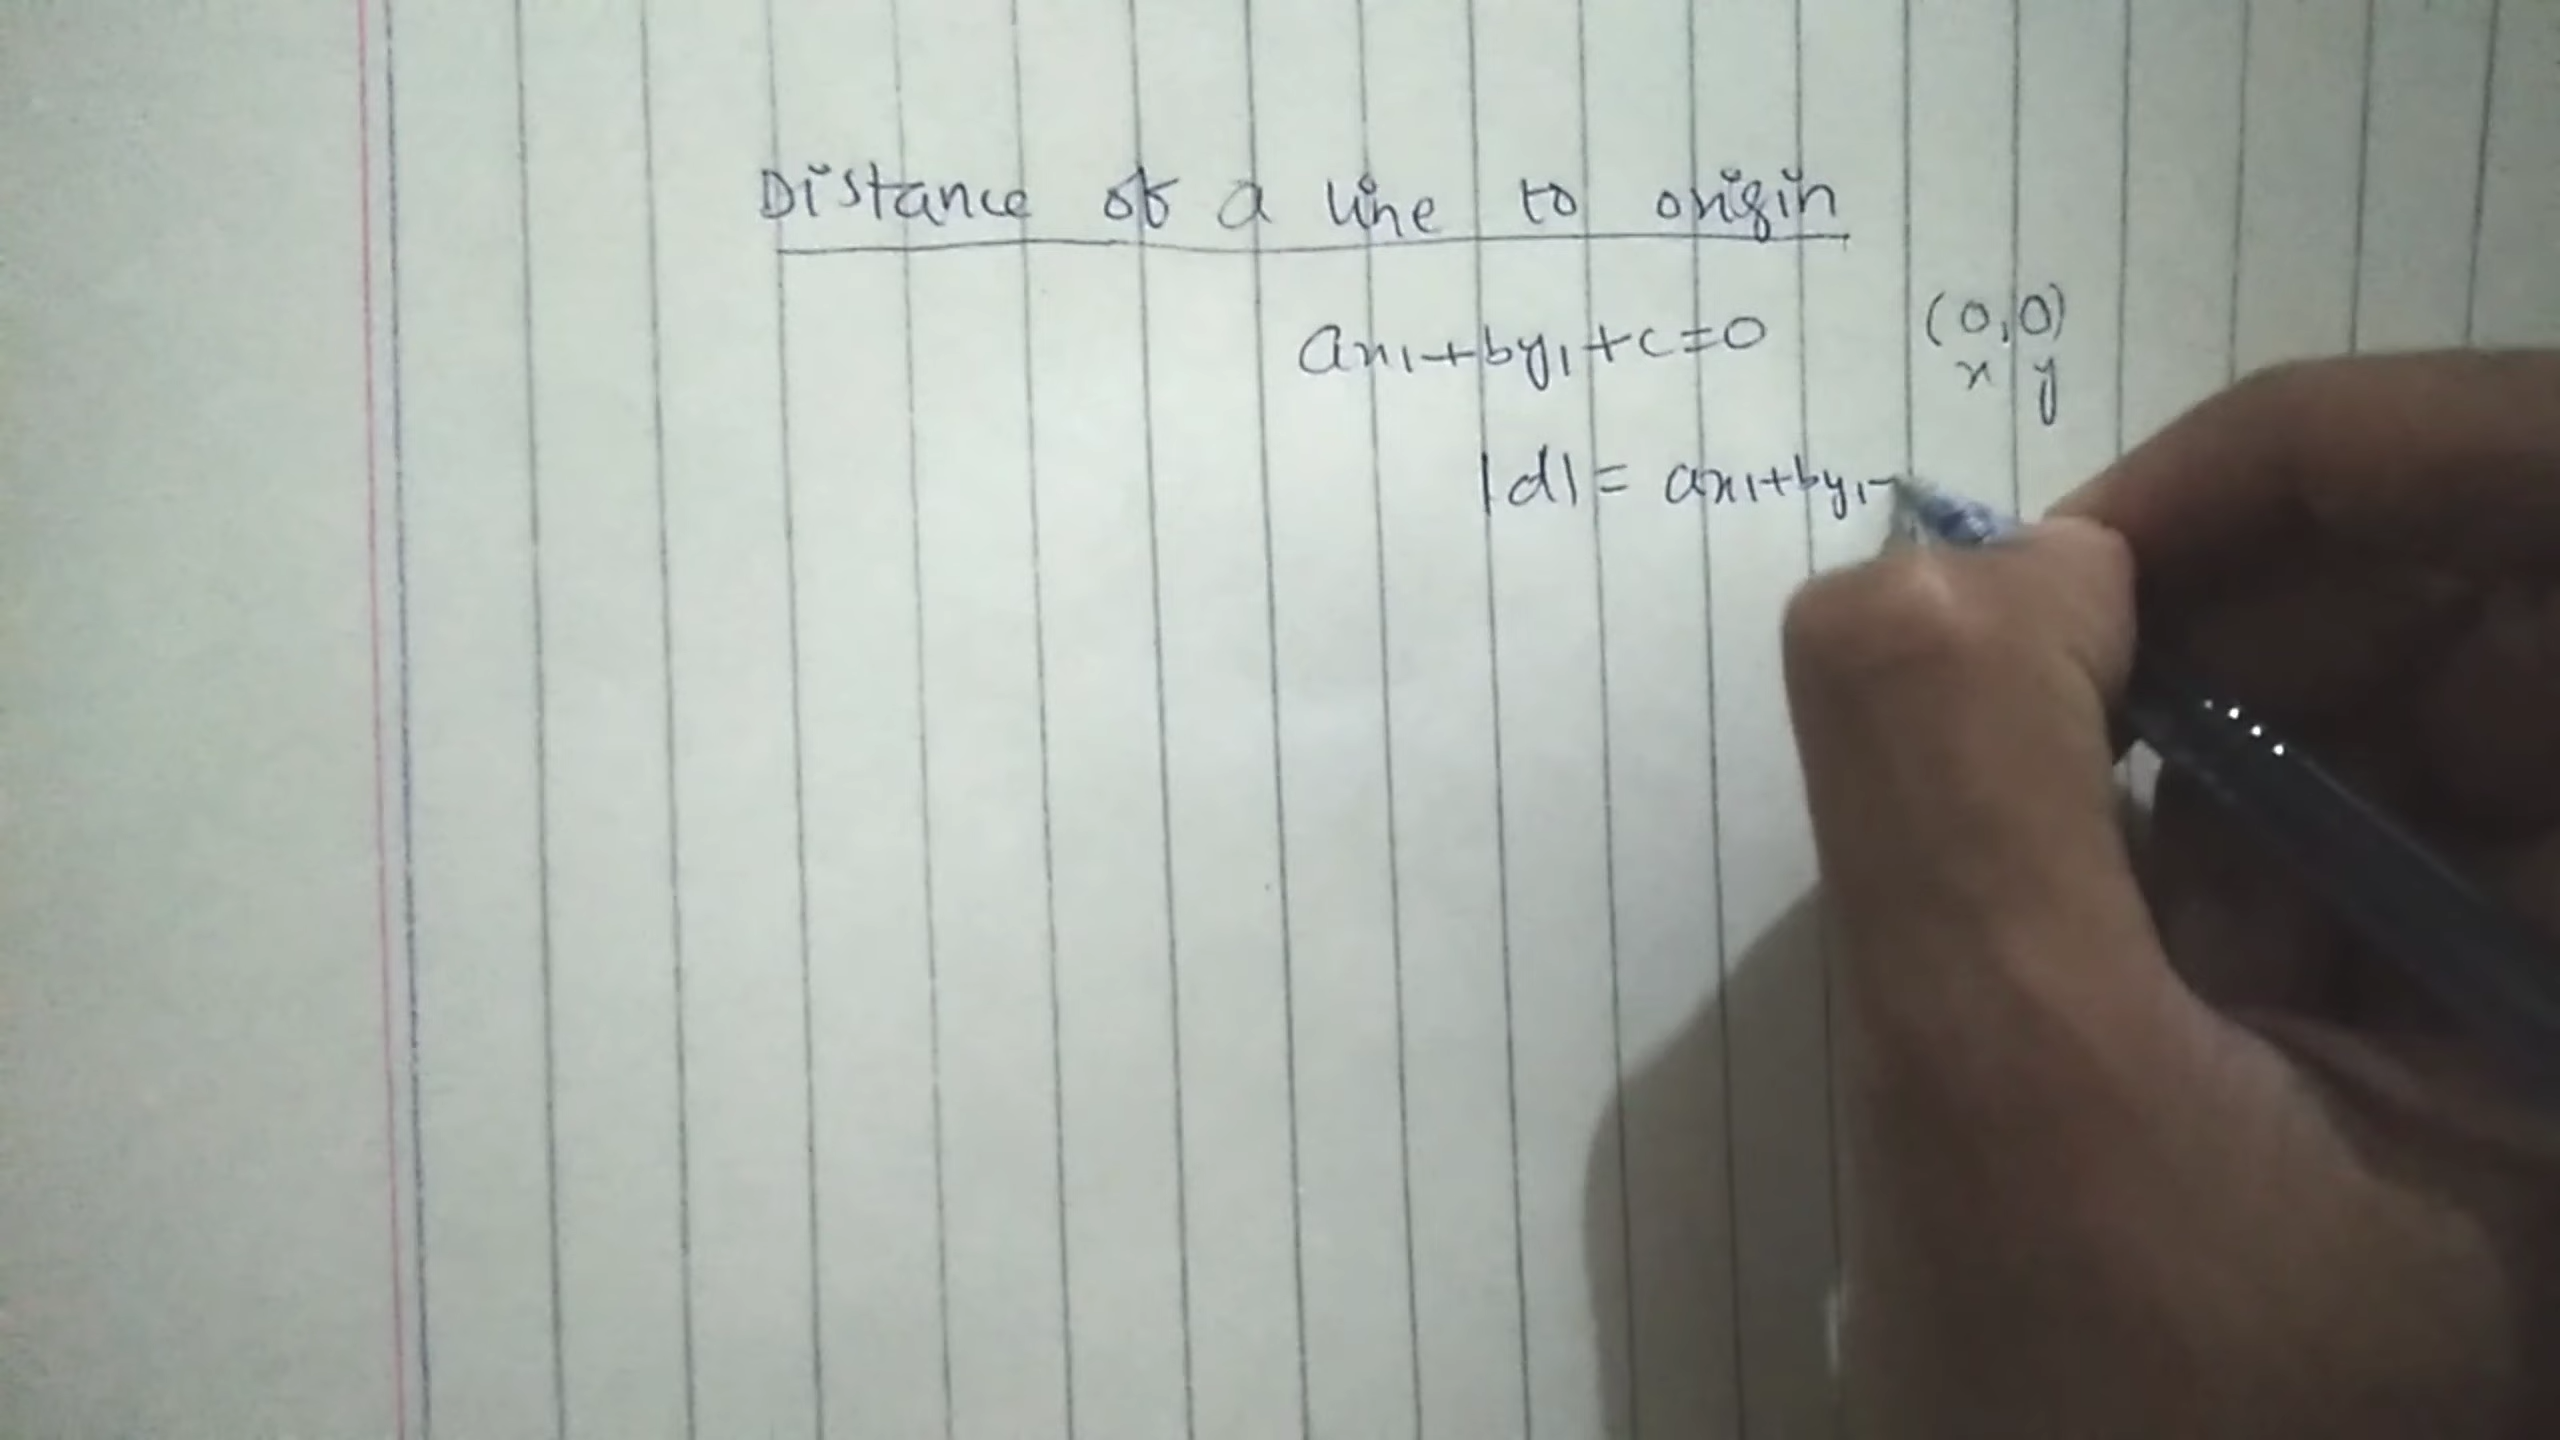 Distance of a line to origin
ax₁+by₁+c=0 (0,0)
x y
|d| = ax₁+by₁-